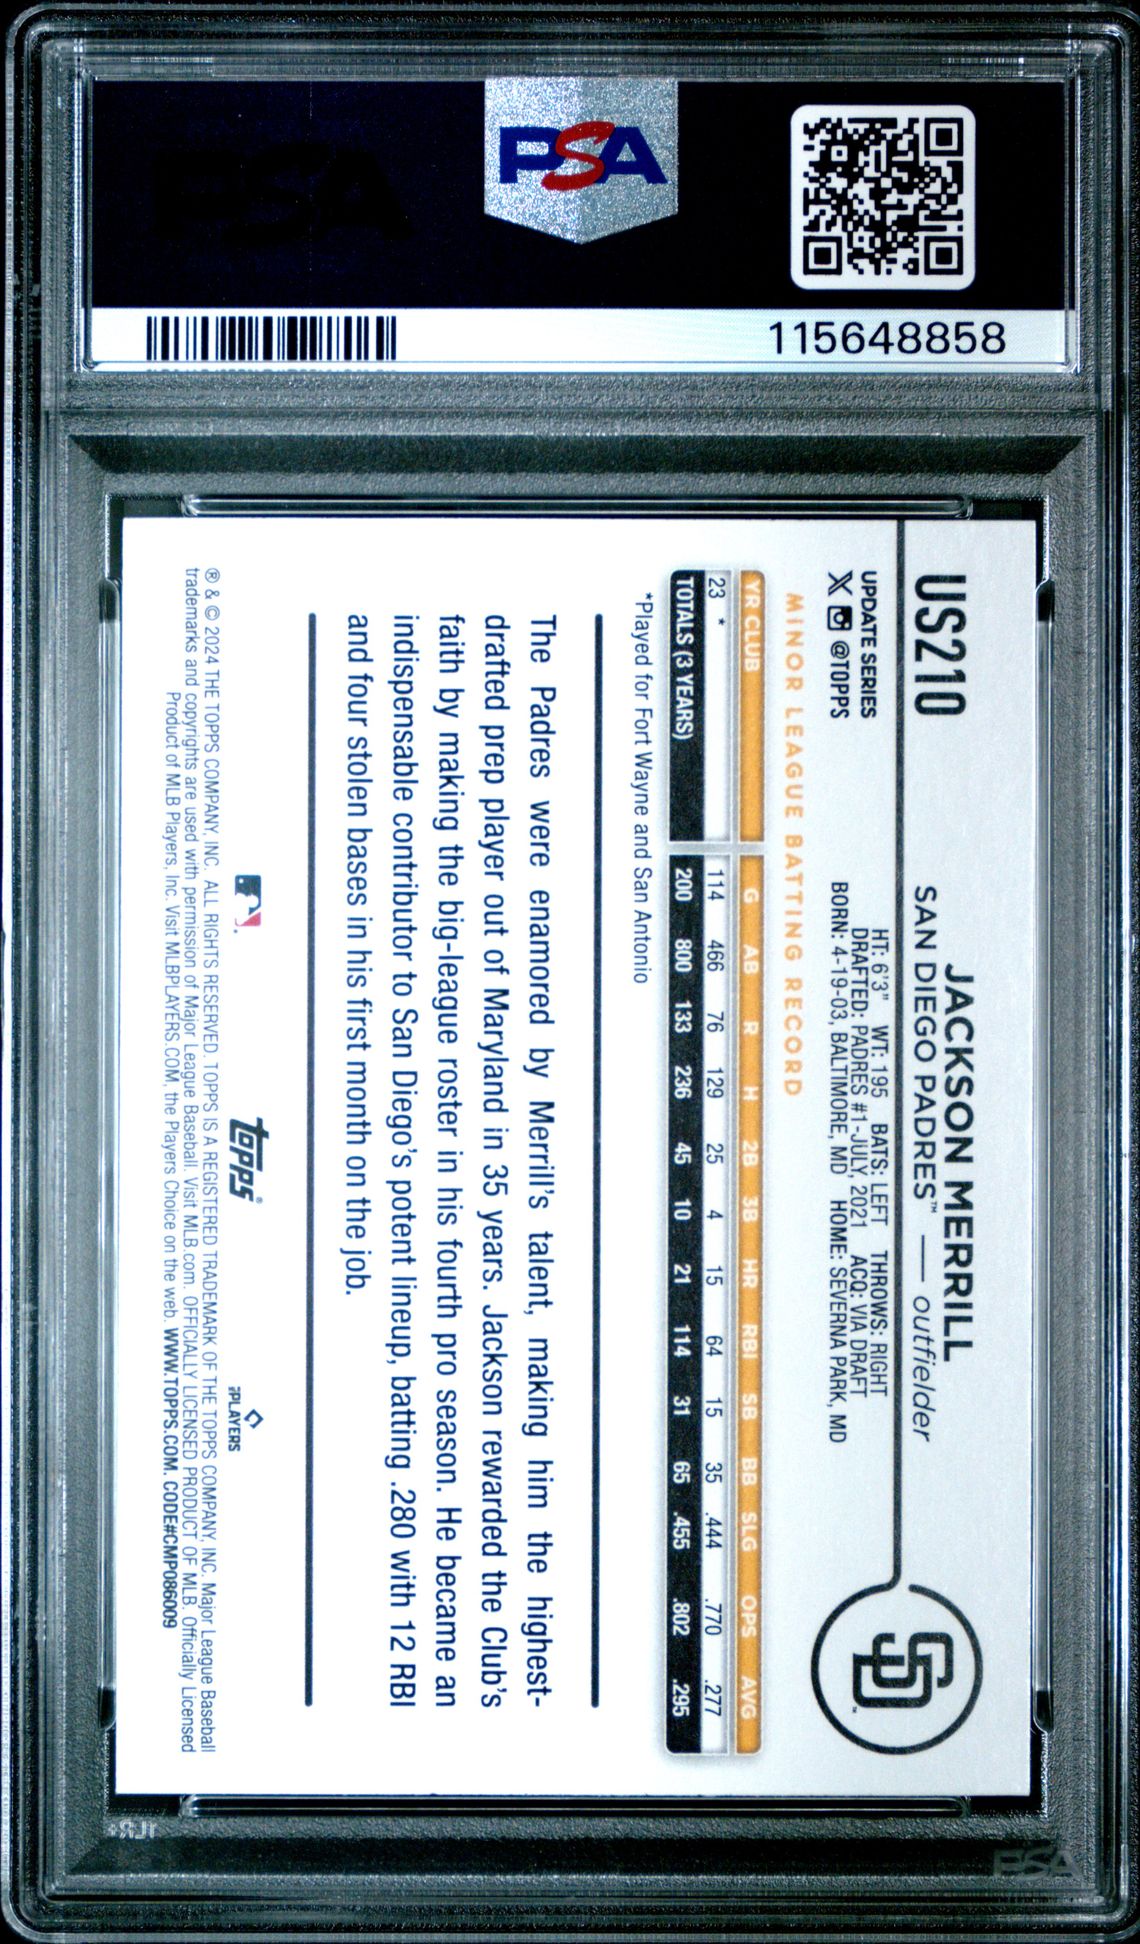 PSA
115648858
US210
JACKSON MERRILL
SAN DIEGO PADRES™ — outfielder
UPDATE SERIES
X @TOPPS
HT: 6'3" WT: 195 BATS: LEFT THROWS: RIGHT
DRAFTED: PADRES #1-JULY, 2021 ACQ: VIA DRAFT
BORN: 4-19-03, BALTIMORE, MD HOME: SEVERNA PARK, MD
SD™
MINOR LEAGUE BATTING RECORD
YR CLUB G AB R H 2B 3B HR RBI SB BB SLG OPS AVG
23 * 114 466 76 129 25 4 15 64 15 35 .444 .770 .277
TOTALS (3 YEARS) 200 800 133 236 45 10 21 114 31 65 .455 .802 .295
*Played for Fort Wayne and San Antonio
The Padres were enamored by Merrill's talent, making him the highest-
drafted prep player out of Maryland in 35 years. Jackson rewarded the Club's
faith by making the big-league roster in his fourth pro season. He became an
indispensable contributor to San Diego's potent lineup, batting .280 with 12 RBI
and four stolen bases in his first month on the job.
topps®
PLAYERS
® & © 2024 THE TOPPS COMPANY, INC. ALL RIGHTS RESERVED. TOPPS IS A REGISTERED TRADEMARK OF THE TOPPS COMPANY, INC. Major League Baseball
trademarks and copyrights are used with permission of Major League Baseball. Visit MLB.com. OFFICIALLY LICENSED PRODUCT OF MLB. Officially Licensed
Product of MLB Players, Inc. Visit MLBPLAYERS.COM, the Players Choice on the web. WWW.TOPPS.COM. CODE#CMP086009
PSA